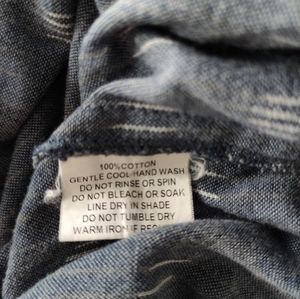 100%COTTON
GENTLE COOL HAND WASH
DO NOT RINSE OR SPIN
DO NOT BLEACH OR SOAK
LINE DRY IN SHADE
DO NOT TUMBLE DRY
WARM IRON IF